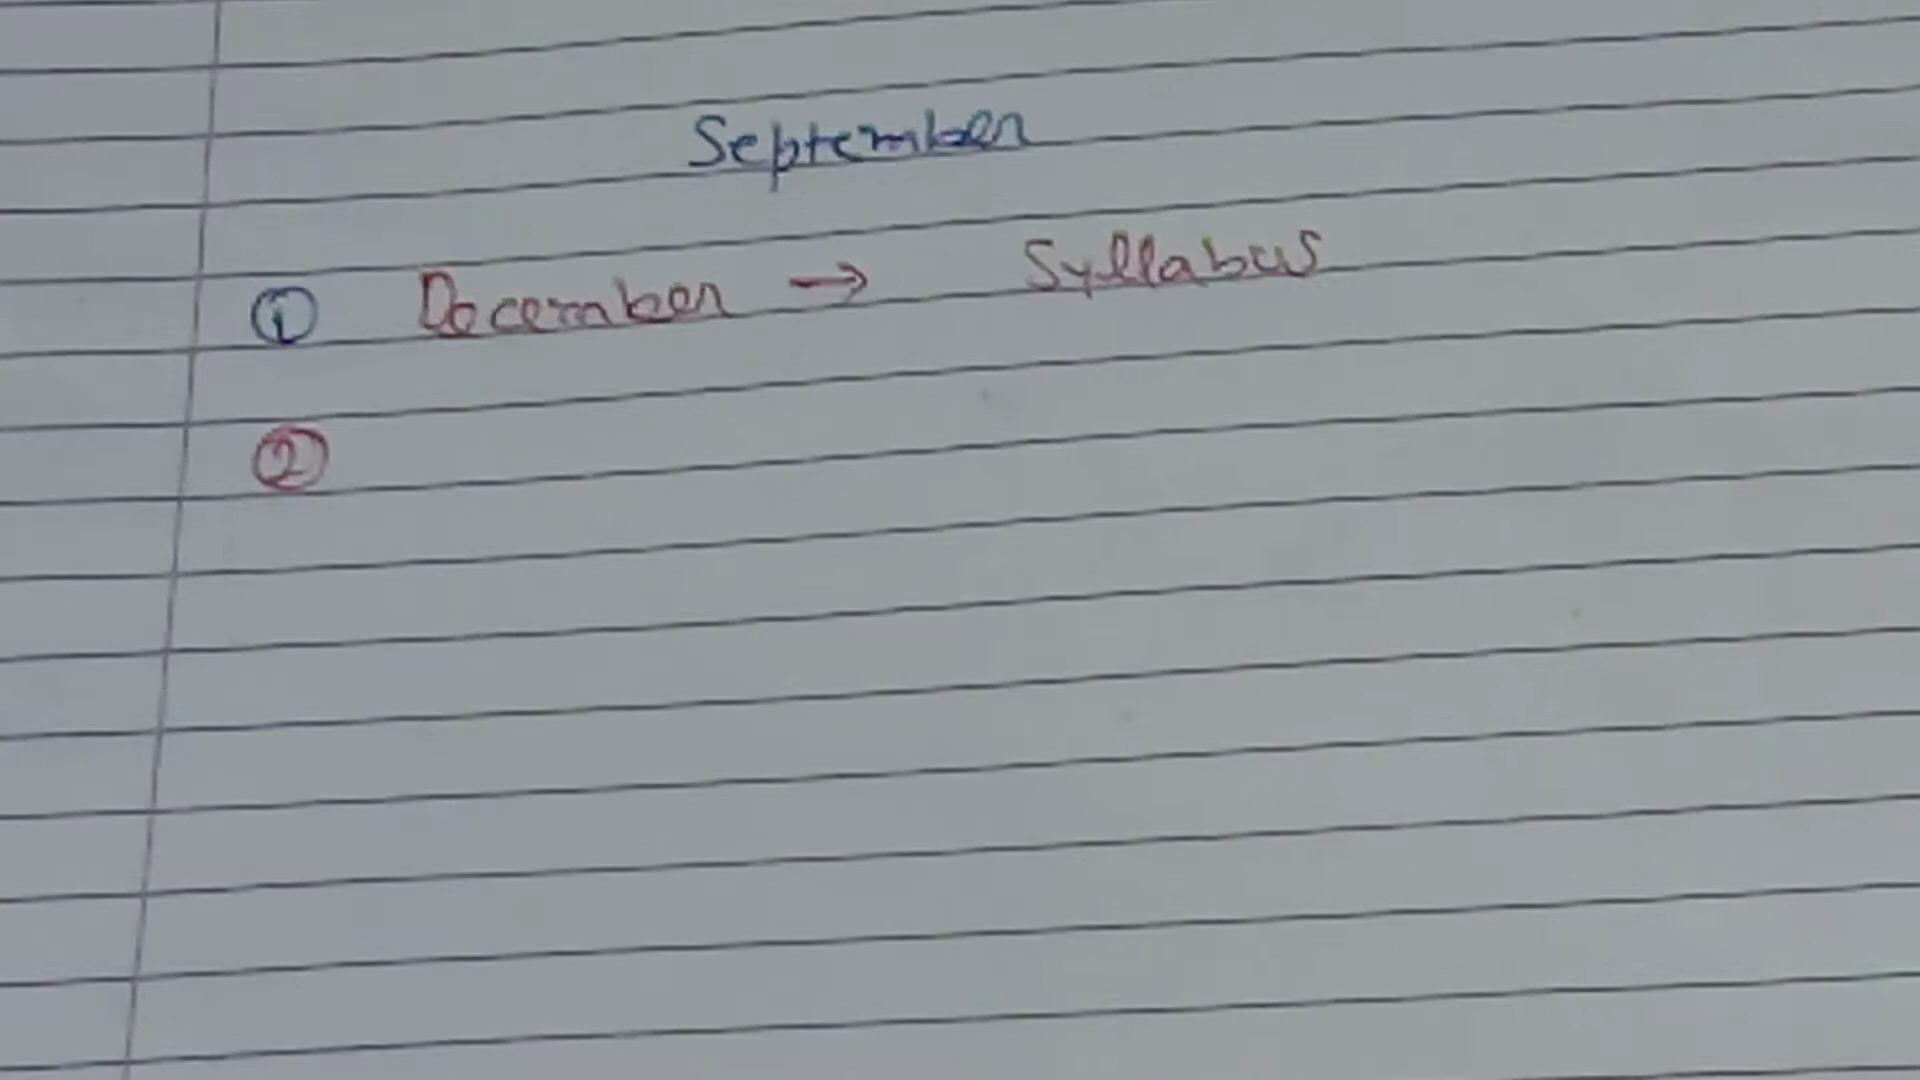 September
① December → Syllabus
②